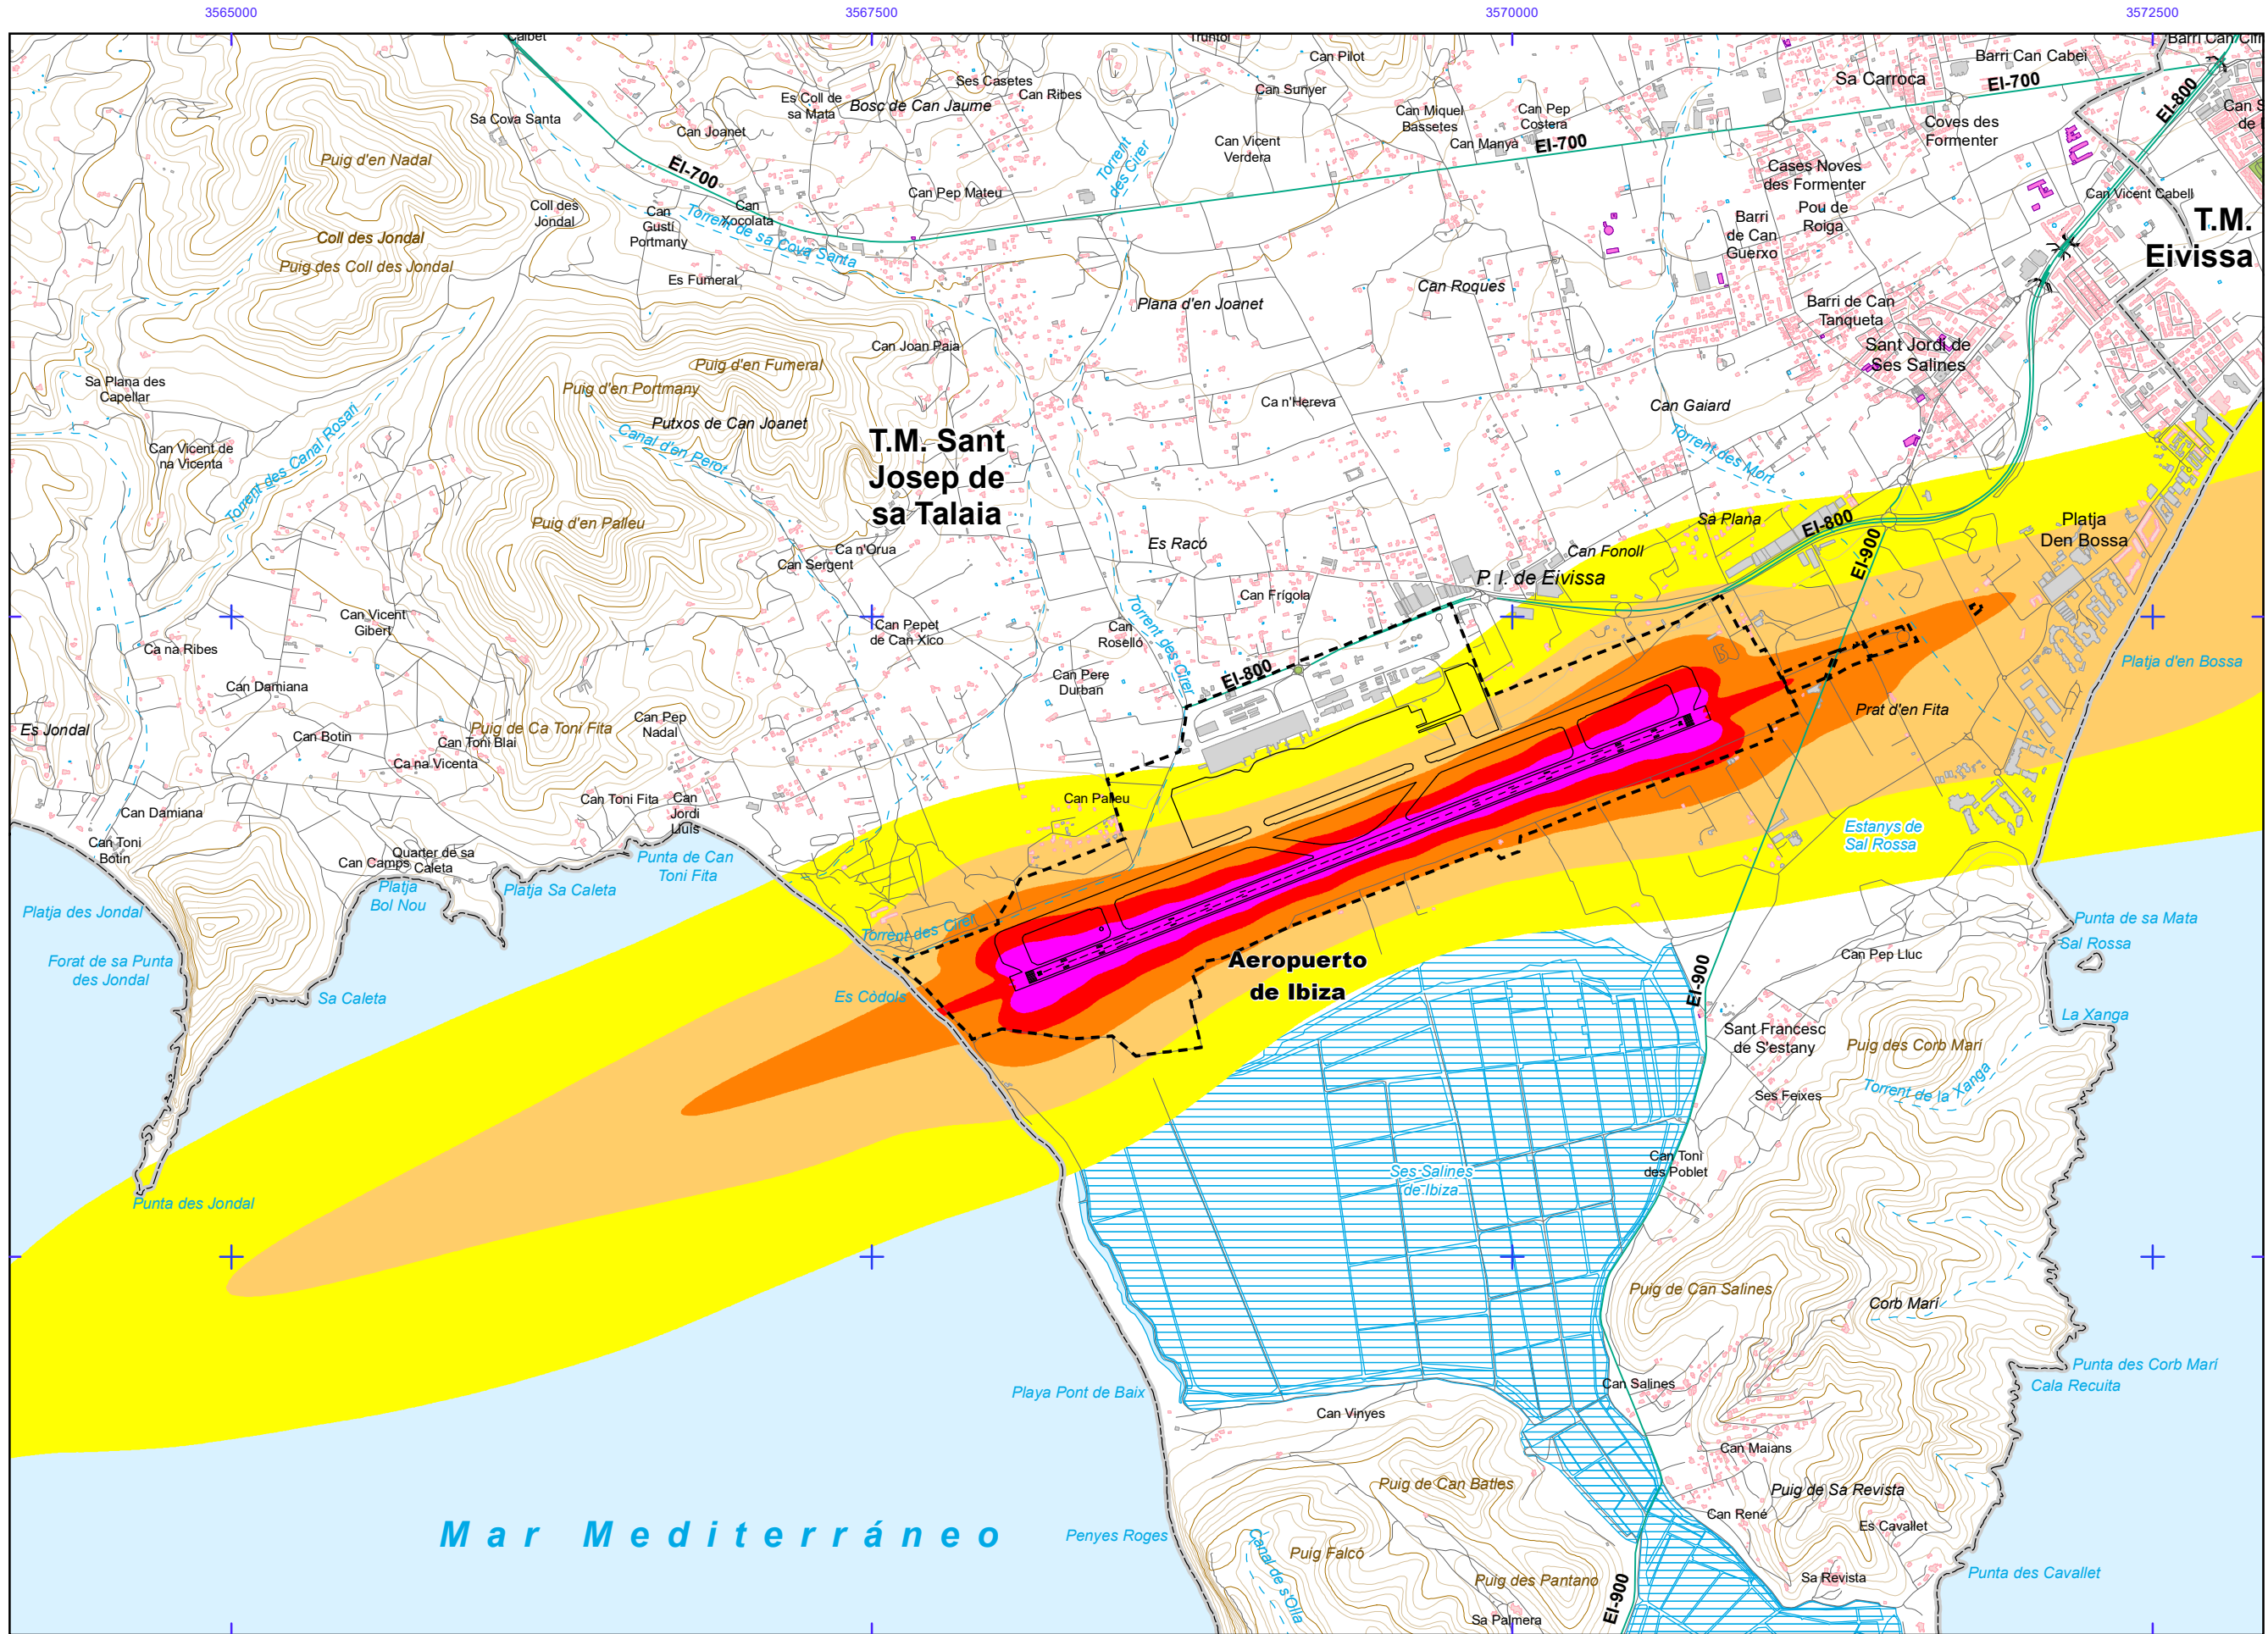 3565000
3567500
3570000
3572500
Calbet
Truntoi
Can Pilot
Barri Can Cabei
Sa Carroca
EI-700
EI-800
Ses Casetes
Can Ribes
Es Coll de
sa Mata
Bosc de Can Jaume
Can Sunyer
Can Miquel
Bassetes
Can Pep
Costera
Coves des
Formenter
Sa Cova Santa
Can Joanet
Torrent
des Cirer
Can Vicent
Verdera
Can Manyà
EI-700
Puig d'en Nadal
EI-700
Cases Noves
des Formenter
Can Vicent Cabell
Can Pep Mateu
Coll des
Jondal
Can
Gustí
Portmany
Can
Xocolata
Torrent de sa Cova Santa
Barri
de Can
Guerxo
Pou de
Roiga
T.M.
Eivissa
Coll des Jondal
Puig des Coll des Jondal
Es Fumeral
Plana d'en Joanet
Can Roques
Barri de Can
Tanqueta
Can Joan Paia
Sant Jordi de
Ses Salines
Puig d'en Fumeral
Puig d'en Portmany
Sa Plana des
Capellar
Putxos de Can Joanet
Ca n'Hereva
Can Gaiard
Canal d'en Perot
Torrent des Canal Rosari
Can Vicent de
na Vicenta
T.M. Sant
Josep de
sa Talaia
Torrent des Mort
Puig d'en Palleu
Es Racó
Sa Plana
EI-800
Platja
Den Bossa
Ca n'Orua
Can Sergent
Can Fonoll
EI-900
P. I. de Eivissa
Can Frígola
Can Vicent
Gibert
Can Pepet
de Can Xico
Can
Roselló
Torrent des Cirer
Ca na Ribes
Platja d'en Bossa
EI-800
Can Pere
Durban
Can Damiana
Prat d'en Fita
Es Jondal
Puig de Ca Toni Fita
Can Pep
Nadal
Can Botin
Can Toni Blai
Ca na Vicenta
Can Toni Fita
Can
Jordi
Lluis
Can Palleu
Can Damiana
Can Toni
Botin
Estanys de
Sal Rossa
Can Camps
Quarter de sa
Caleta
Punta de Can
Toni Fita
Platja
Bol Nou
Platja Sa Caleta
Platja des Jondal
Torrent des Cirer
Punta de sa Mata
Sal Rossa
Forat de sa Punta
des Jondal
Aeropuerto
de Ibiza
Can Pep Lluc
EI-900
Sa Caleta
Es Còdols
La Xanga
Sant Francesc
de S'estany
Puig des Corb Marí
Ses Feixes
Torrent de la Xanga
Can Toni
des Poblet
Ses Salines
de Ibiza
Punta des Jondal
Puig de Can Salines
Corb Marí
Punta des Corb Marí
Cala Recuita
Can Salines
Playa Pont de Baix
Can Vinyes
Can Maians
Puig de Can Batles
Puig de Sa Revista
Can René
Es Cavallet
Mar Mediterráneo
Penyes Roges
Canal de s'Olla
Puig Falcó
Puig des Pantano
Sa Revista
Punta des Cavallet
EI-900
Sa Palmera